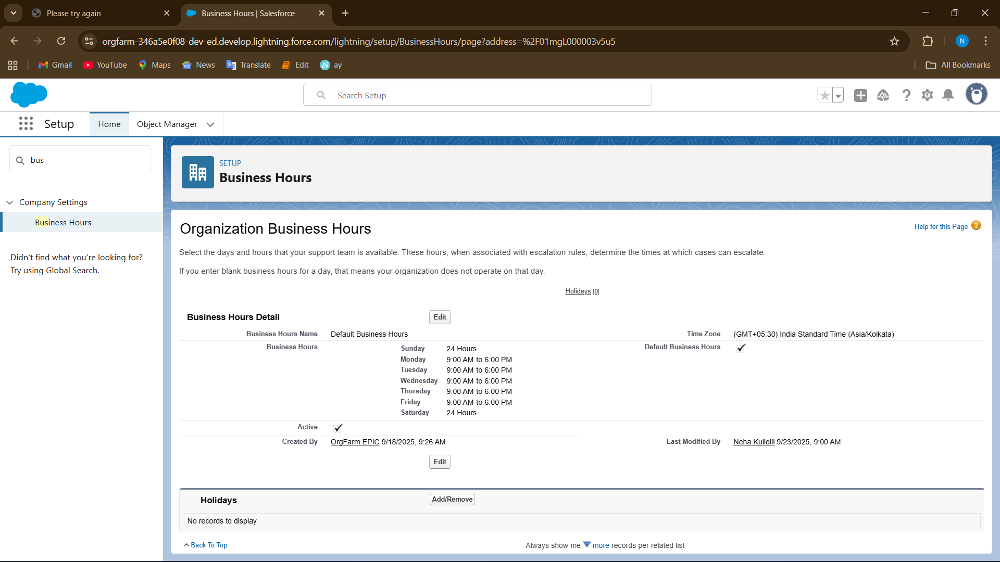 Please try again
Business Hours | Salesforce
orgfarm-346a5e0f08-dev-ed.develop.lightning.force.com/lightning/setup/BusinessHours/page?address=%2F01mgL000003v5u5
N
Gmail
YouTube
Maps
News
Translate
Edit
ay
All Bookmarks
Search Setup
Setup
Home
Object Manager
bus
Company Settings
Business Hours
Didn't find what you're looking for?
Try using Global Search.
SETUP
Business Hours
Organization Business Hours
Help for this Page
Select the days and hours that your support team is available. These hours, when associated with escalation rules, determine the times at which cases can escalate.
If you enter blank business hours for a day, that means your organization does not operate on that day.
Holidays [0]
Business Hours Detail
Edit
Business Hours Name Default Business Hours
Time Zone (GMT+05:30) India Standard Time (Asia/Kolkata)
Business Hours
Default Business Hours
Sunday 24 Hours
Monday 9:00 AM to 6:00 PM
Tuesday 9:00 AM to 6:00 PM
Wednesday 9:00 AM to 6:00 PM
Thursday 9:00 AM to 6:00 PM
Friday 9:00 AM to 6:00 PM
Saturday 24 Hours
Active
Created By OrgFarm EPIC 9/18/2025, 9:26 AM
Last Modified By Neha Kullolli 9/23/2025, 9:00 AM
Edit
Holidays
Add/Remove
No records to display
Back To Top
Always show me more records per related list